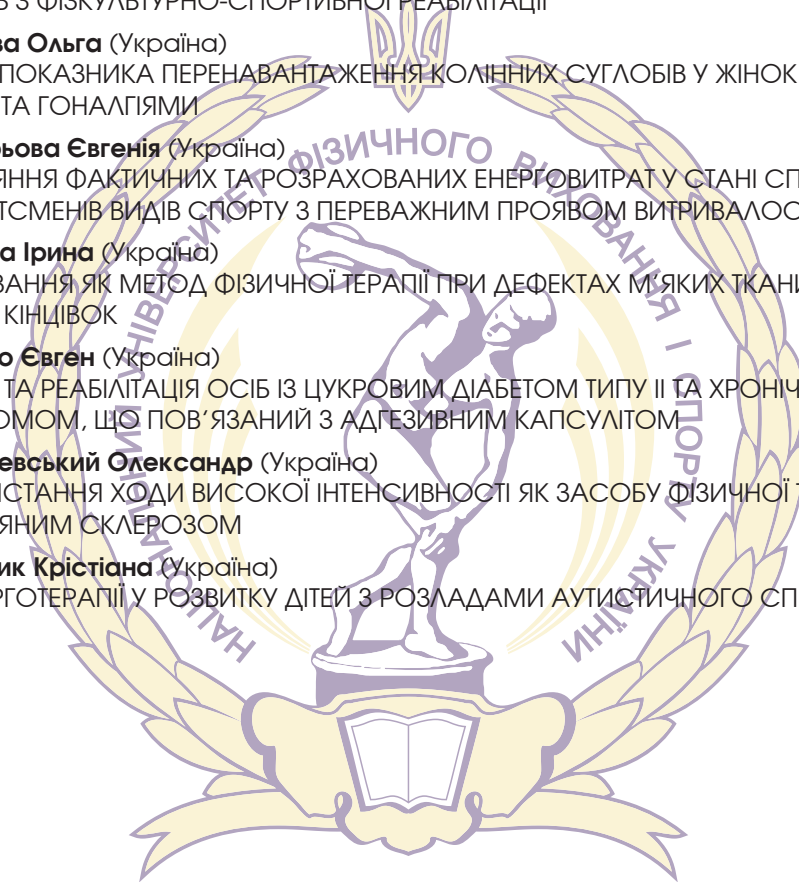 В З ФІЗКУЛЬТУРНО-СПОРТИВНОЇ РЕАБІЛІТАЦІЇ
ва Ольга (Україна)
ПОКАЗНИКА ПЕРЕНАВАНТАЖЕННЯ КОЛІННИХ СУГЛОБІВ У ЖІНОК
ТА ГОНАЛГІЯМИ
ьова Євгенія (Україна)
ЯННЯ ФАКТИЧНИХ ТА РОЗРАХОВАНИХ ЕНЕРГОВИТРАТ У СТАНІ СП
ТСМЕНІВ ВИДІВ СПОРТУ З ПЕРЕВАЖНИМ ПРОЯВОМ ВИТРИВАЛОС
а Ірина (Україна)
ВАННЯ ЯК МЕТОД ФІЗИЧНОЇ ТЕРАПІЇ ПРИ ДЕФЕКТАХ М’ЯКИХ ТКАНИ
КІНЦІВОК
о Євген (Україна)
ТА РЕАБІЛІТАЦІЯ ОСІБ ІЗ ЦУКРОВИМ ДІАБЕТОМ ТИПУ ІІ ТА ХРОНІЧ
ОМОМ, ЩО ПОВ’ЯЗАНИЙ З АДГЕЗИВНИМ КАПСУЛІТОМ
евський Олександр (Україна)
ИСТАННЯ ХОДИ ВИСОКОЇ ІНТЕНСИВНОСТІ ЯК ЗАСОБУ ФІЗИЧНОЇ Т
ЯНИМ СКЛЕРОЗОМ
ик Крістіана (Україна)
РГОТЕРАПІЇ У РОЗВИТКУ ДІТЕЙ З РОЗЛАДАМИ АУТИСТИЧНОГО СП
НАЦІОНАЛЬНИЙ УНІВЕРСИТЕТ ФІЗИЧНОГО ВИХОВАННЯ І СПОРТУ УКРАЇНИ